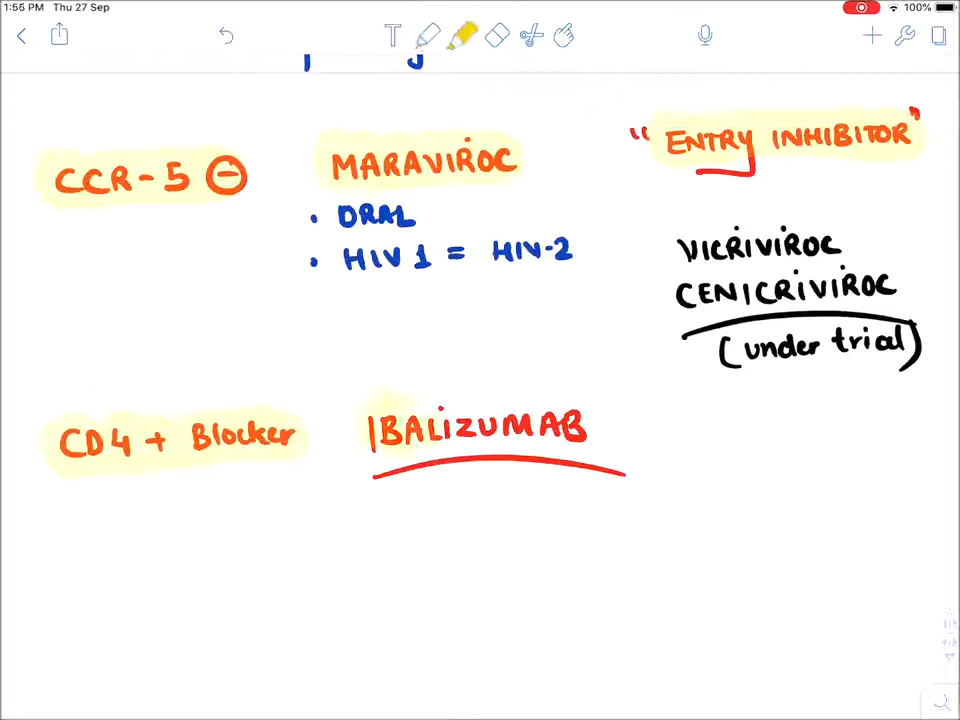 1:56 PM Thu 27 Sep
100%
T
CCR-5 ⊖
MARAVIROC
" ENTRY INHIBITOR "
• ORAL
• HIV 1 = HIV-2
VICRIVIROC
CENICRIVIROC
(under trial)
CD4 + Blocker
IBALIZUMAB